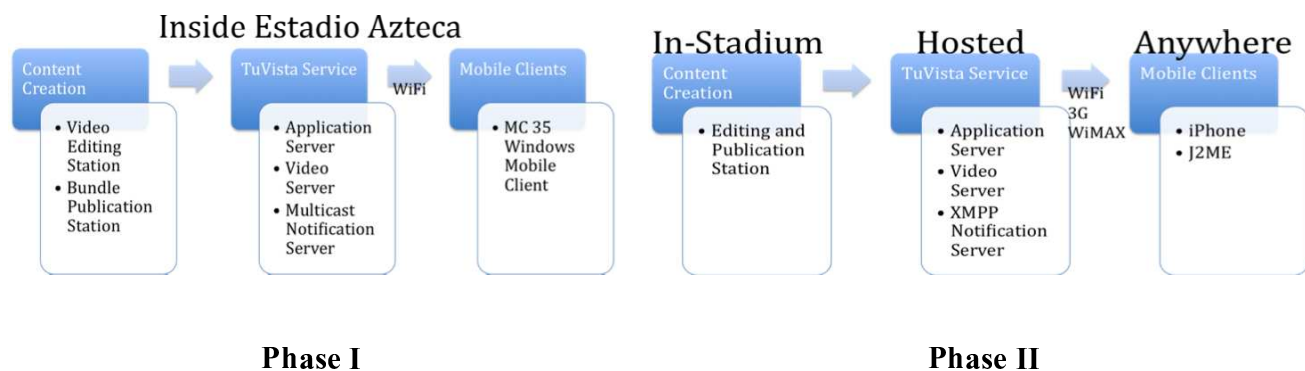 Inside Estadio Azteca
Content
Creation
• Video
Editing
Station
• Bundle
Publication
Station
TuVista Service
• Application
Server
• Video
Server
• Multicast
Notification
Server
WiFi
Mobile Clients
• MC 35
Windows
Mobile
Client
Phase I
In-Stadium
Content
Creation
• Editing and
Publication
Station
Hosted
TuVista Service
• Application
Server
• Video
Server
• XMPP
Notification
Server
WiFi
3G
WiMAX
Anywhere
Mobile Clients
• iPhone
• J2ME
Phase II